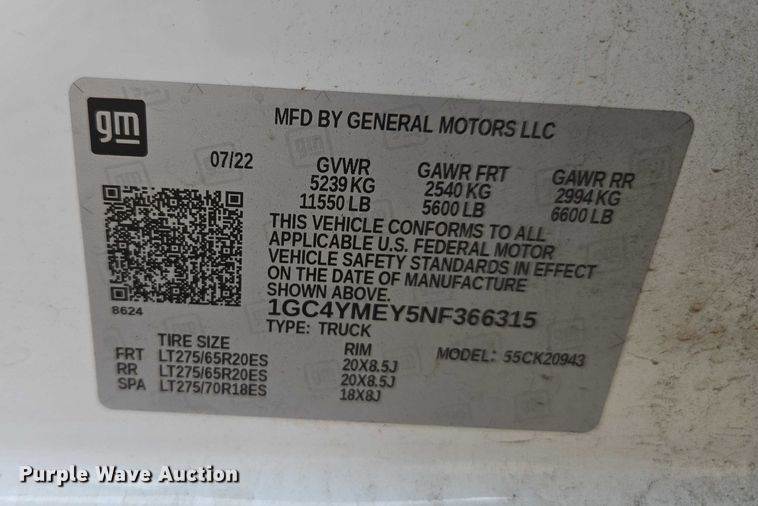 gm
MFD BY GENERAL MOTORS LLC
07/22 GVWR GAWR FRT GAWR RR
5239 KG 2540 KG 2994 KG
11550 LB 5600 LB 6600 LB
THIS VEHICLE CONFORMS TO ALL
APPLICABLE U.S. FEDERAL MOTOR
VEHICLE SAFETY STANDARDS IN EFFECT
ON THE DATE OF MANUFACTURE
SHOWN ABOVE.
8624
1GC4YMEY5NF366315
TYPE: TRUCK
TIRE SIZE RIM MODEL: 55CK20943
FRT LT275/65R20ES 20X8.5J
RR LT275/65R20ES 20X8.5J
SPA LT275/70R18ES 18X8J
Purple Wave Auction